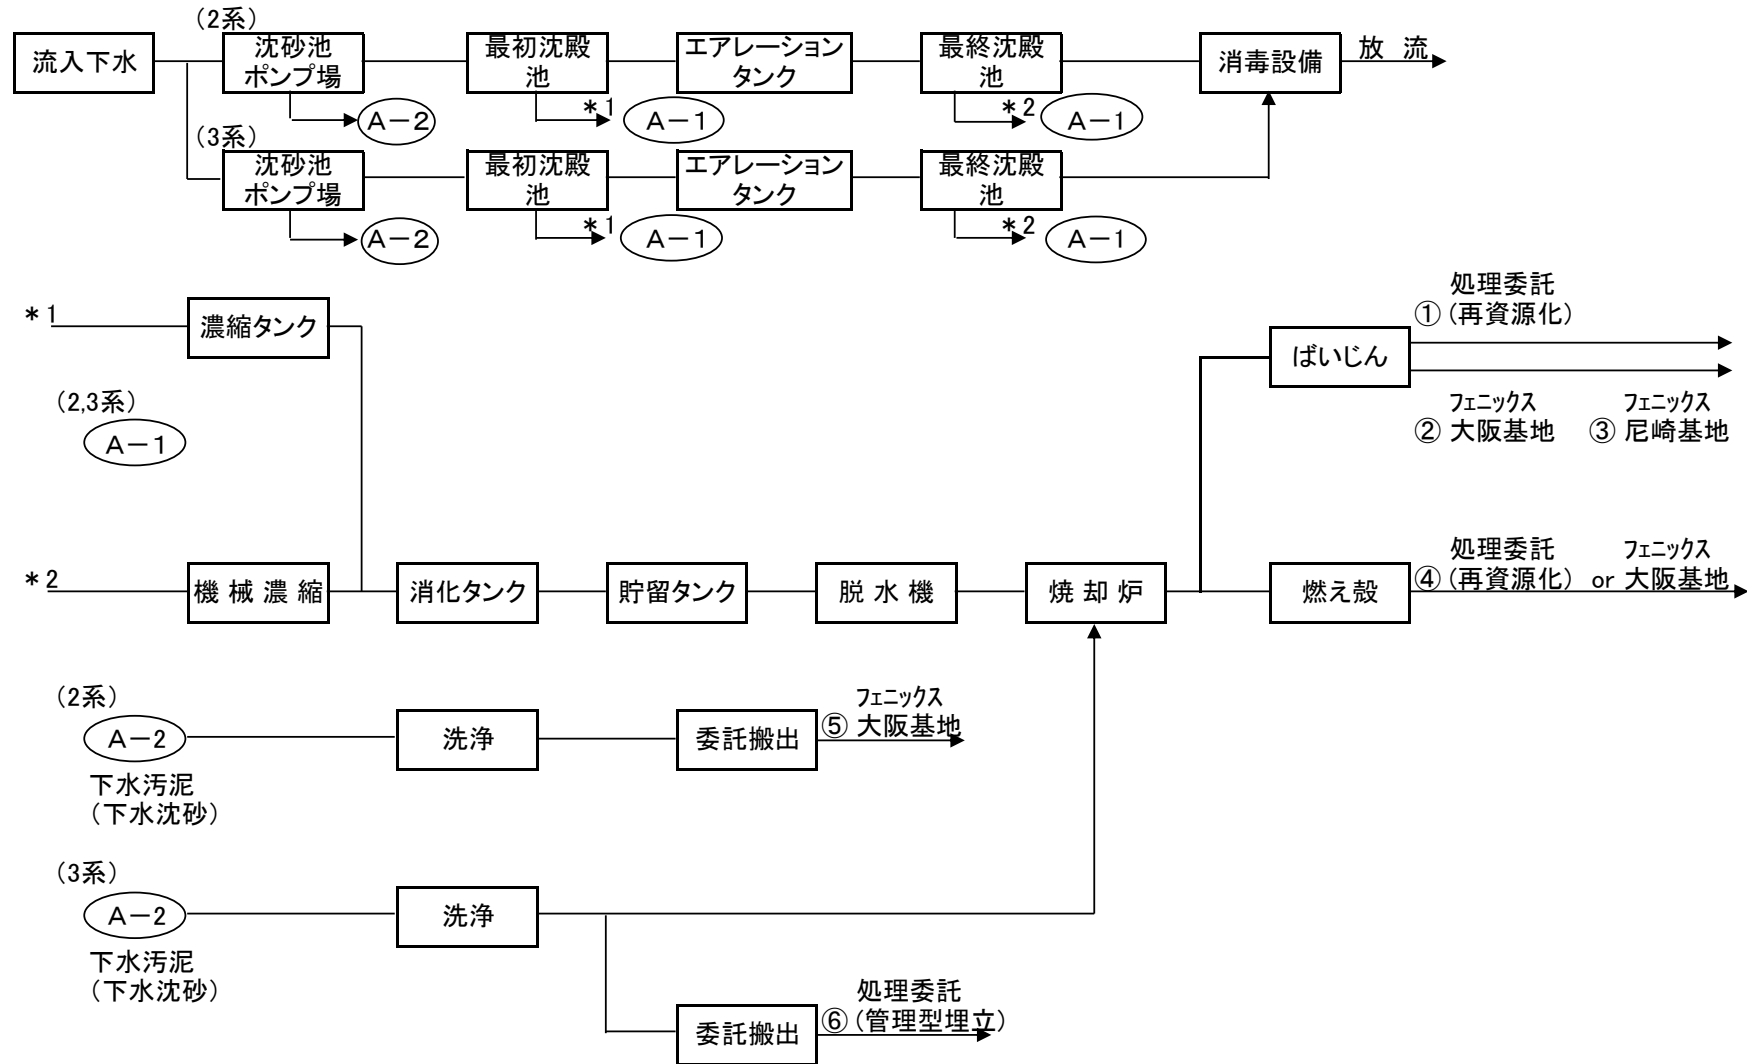 (2系)
流入下水
沈砂池
ポンプ場
最初沈殿
池
エアレーション
タンク
最終沈殿
池
消毒設備
放 流
A－2
＊1
A－1
＊2
A－1
(3系)
沈砂池
ポンプ場
最初沈殿
池
エアレーション
タンク
最終沈殿
池
A－2
＊1
A－1
＊2
A－1
＊1
濃縮タンク
処理委託
① (再資源化)
ばいじん
(2,3系)
A－1
フェニックス
② 大阪基地
フェニックス
③ 尼崎基地
＊2
機 械 濃 縮
消化タンク
貯留タンク
脱 水 機
焼 却 炉
燃え殻
処理委託 フェニックス
④ (再資源化) or 大阪基地
(2系)
A－2
下水汚泥
(下水沈砂)
洗浄
委託搬出
フェニックス
⑤ 大阪基地
(3系)
A－2
下水汚泥
(下水沈砂)
洗浄
委託搬出
処理委託
⑥ (管理型埋立)